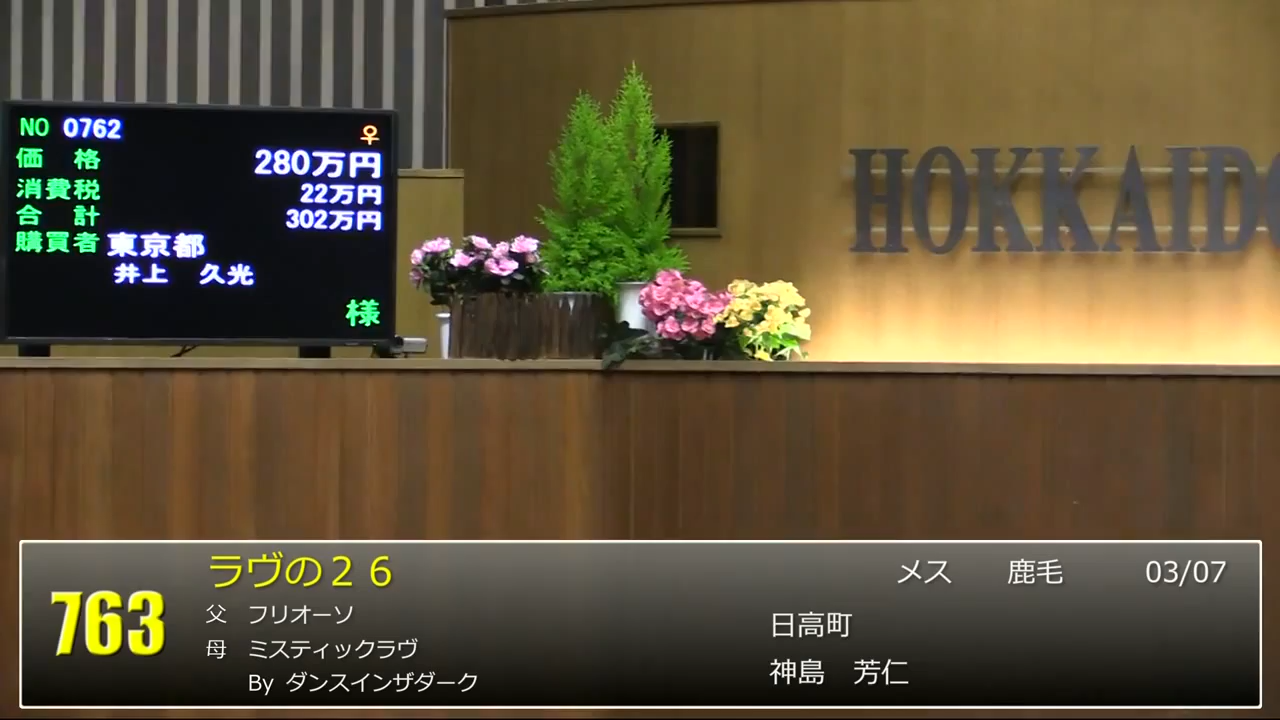 NO 0762 ♀
価 格 280万円
消費税 22万円
合 計 302万円
購買者 東京都
井上 久光
様
HOKKAIDO
763
ラヴの２６ メス 鹿毛 03/07
父 フリオーソ
日高町
母 ミスティックラヴ
神島 芳仁
By ダンスインザダーク